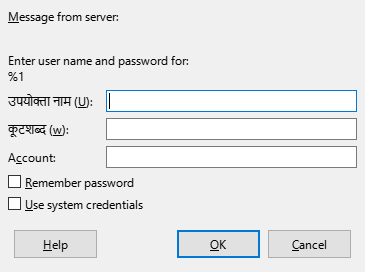 Message from server:
Enter user name and password for:
%1
उपयोक्ता नाम (U):
कूटशब्द (w):
Account:
Remember password
Use system credentials
Help OK Cancel